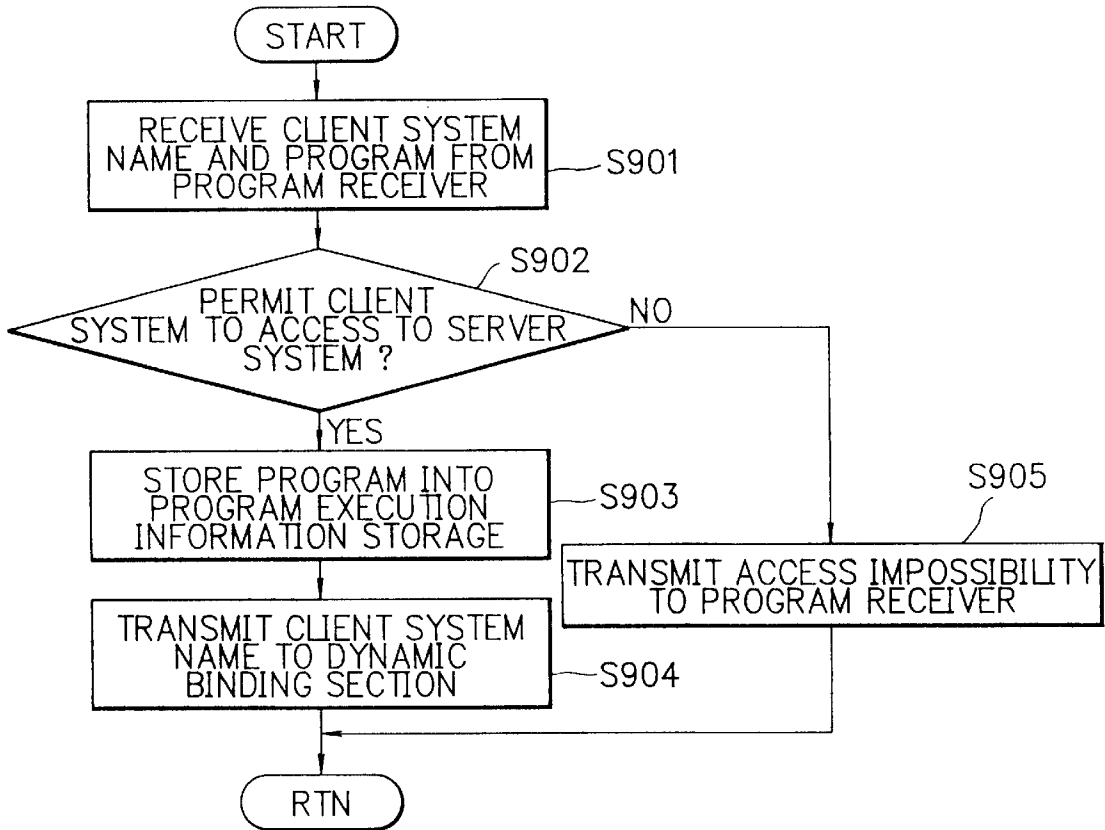 START
RECEIVE CLIENT SYSTEM
NAME AND PROGRAM FROM
PROGRAM RECEIVER
S901
S902
PERMIT CLIENT
SYSTEM TO ACCESS TO SERVER
SYSTEM ?
NO
YES
STORE PROGRAM INTO
PROGRAM EXECUTION
INFORMATION STORAGE
S903
S905
TRANSMIT ACCESS IMPOSSIBILITY
TO PROGRAM RECEIVER
TRANSMIT CLIENT SYSTEM
NAME TO DYNAMIC
BINDING SECTION
S904
RTN